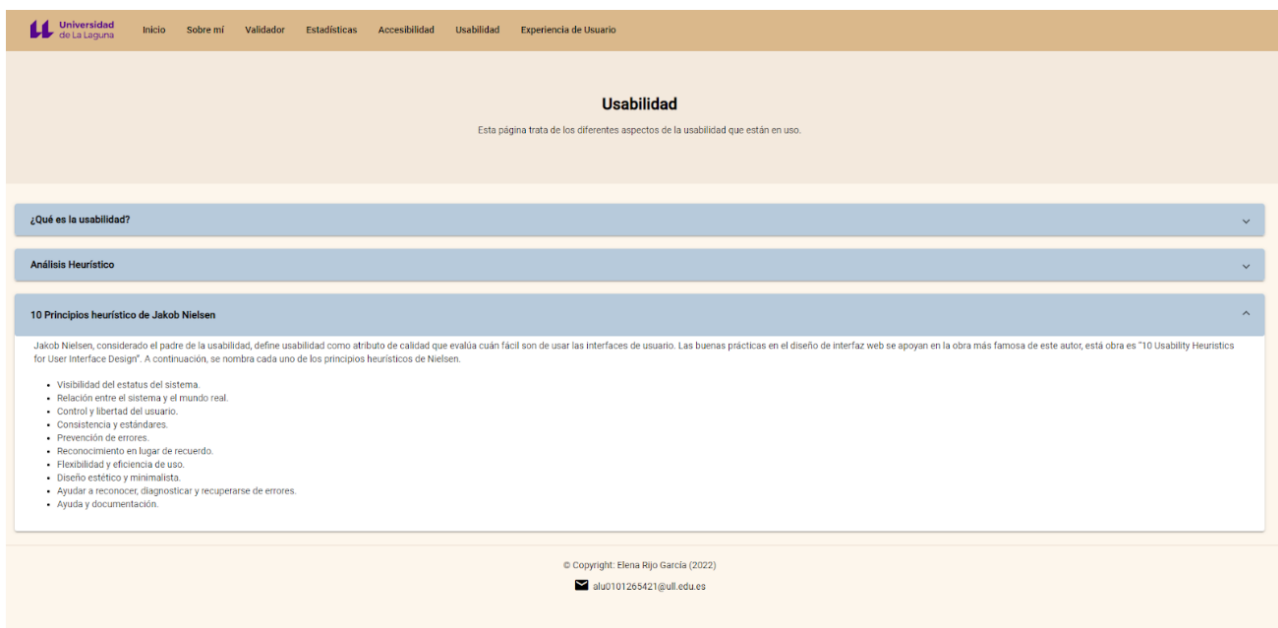 Universidad
de La Laguna
Inicio Sobre mí Validador Estadísticas Accesibilidad Usabilidad Experiencia de Usuario
Usabilidad
Esta página trata de los diferentes aspectos de la usabilidad que están en uso.
¿Qué es la usabilidad?
Análisis Heurístico
10 Principios heurístico de Jakob Nielsen
Jakob Nielsen, considerado el padre de la usabilidad, define usabilidad como atributo de calidad que evalúa cuán fácil son de usar las interfaces de usuario. Las buenas prácticas en el diseño de interfaz web se apoyan en la obra más famosa de este autor, está obra es "10 Usability Heuristics
for User Interface Design". A continuación, se nombra cada uno de los principios heurísticos de Nielsen.
• Visibilidad del estatus del sistema.
• Relación entre el sistema y el mundo real.
• Control y libertad del usuario.
• Consistencia y estándares.
• Prevención de errores.
• Reconocimiento en lugar de recuerdo.
• Flexibilidad y eficiencia de uso.
• Diseño estético y minimalista.
• Ayudar a reconocer, diagnosticar y recuperarse de errores.
• Ayuda y documentación.
© Copyright: Elena Rijo García (2022)
alu0101265421@ull.edu.es